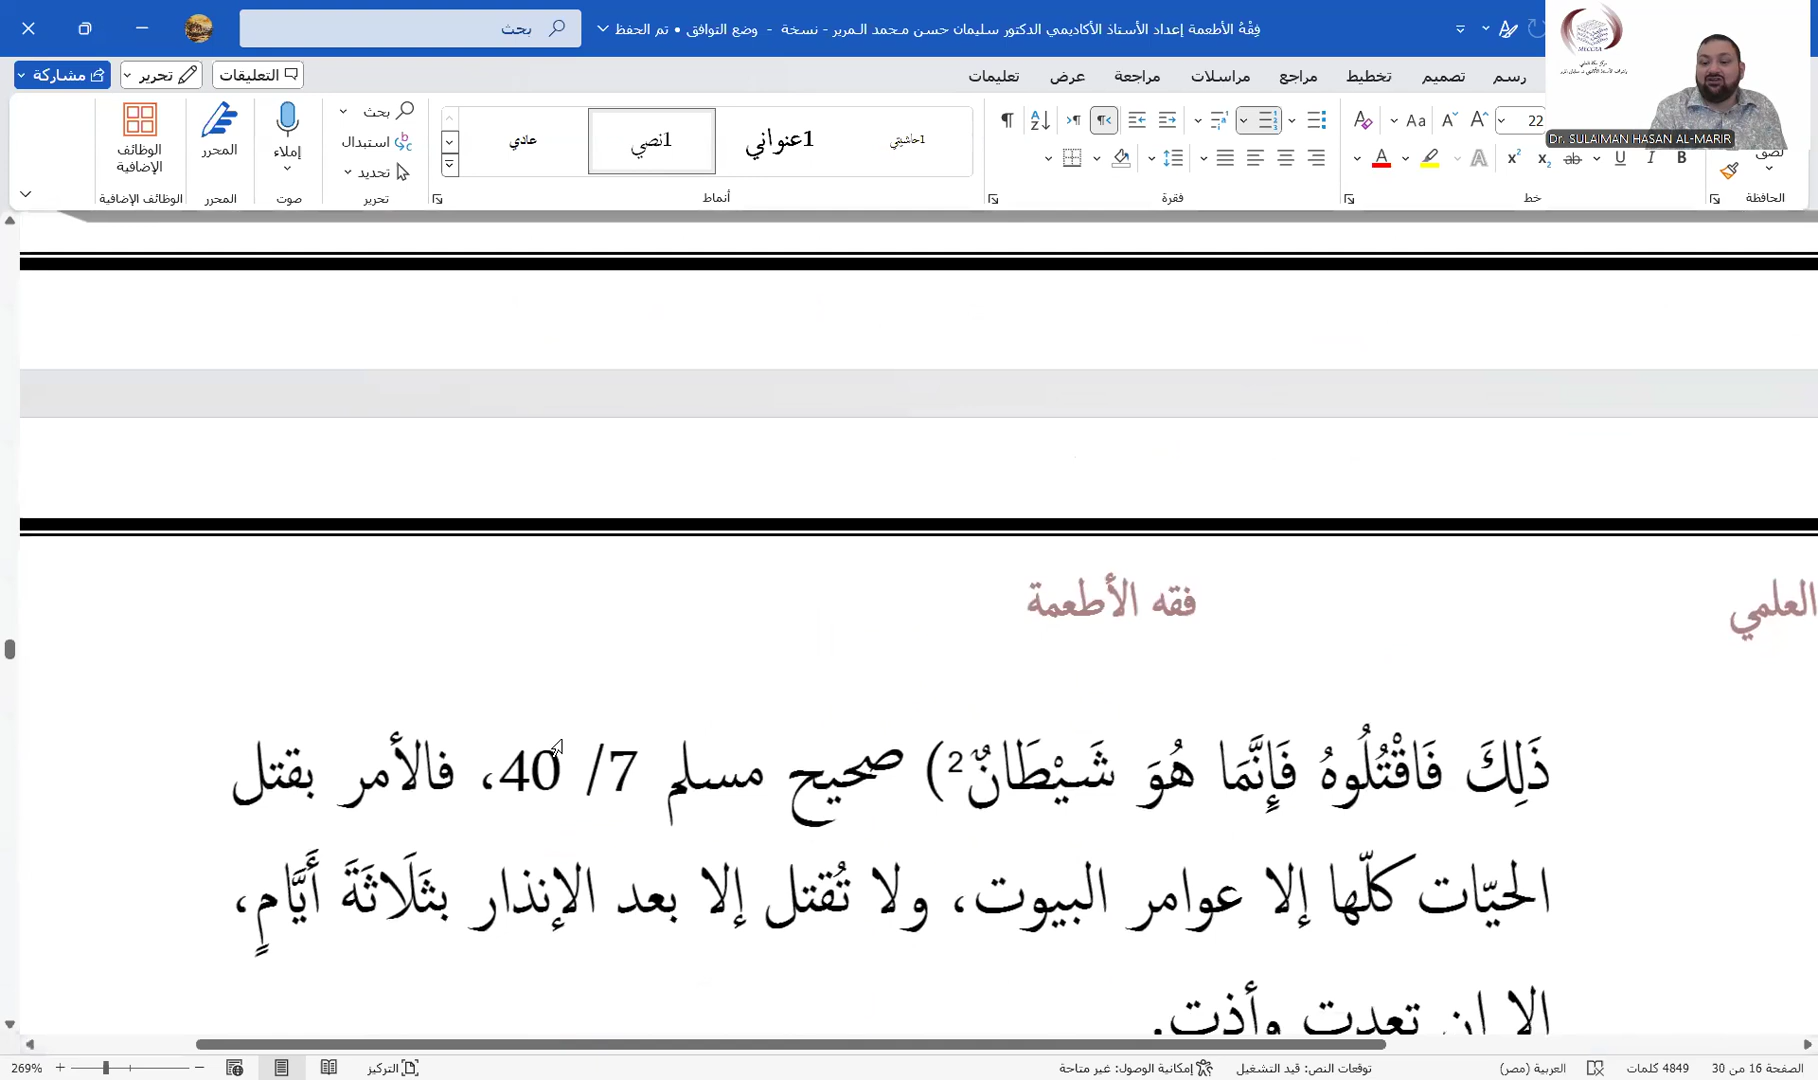 فِقْهُ الأطعمة إعداد الأستاذ الأكاديمي الدكتور سليمان حسن محمد المرير - نسخة - وضع التوافق • تم الحفظ
بحث
رسم تصميم تخطيط مراجع مراسلات مراجعة عرض تعليمات
التعليقات تحرير مشاركة
Dr. SULAIMAN HASAN AL-MARIR
لصق
22
1حاشيتي
1عنواني
1نصي
عادي
بحث
استبدال
تحديد
إملاء
المحرر
الوظائف الإضافية
الحافظة خط فقرة أنماط تحرير صوت المحرر الوظائف الإضافية
العلمي
فقه الأطعمة
ذَلِكَ فَاقْتُلُوهُ فَإِنَّمَا هُوَ شَيْطَانٌ2) صحيح مسلم 7/ 40، فالأمر بقتل
الحيّات كلّها إلا عوامر البيوت، ولا تُقتل إلا بعد الإنذار بثَلَاثَةَ أَيَّامٍ،
إلا إن تعدت وأذت.
الصفحة 16 من 30 4849 كلمات العربية (مصر) توقعات النص: قيد التشغيل إمكانية الوصول: غير متاحة التركيز 269%